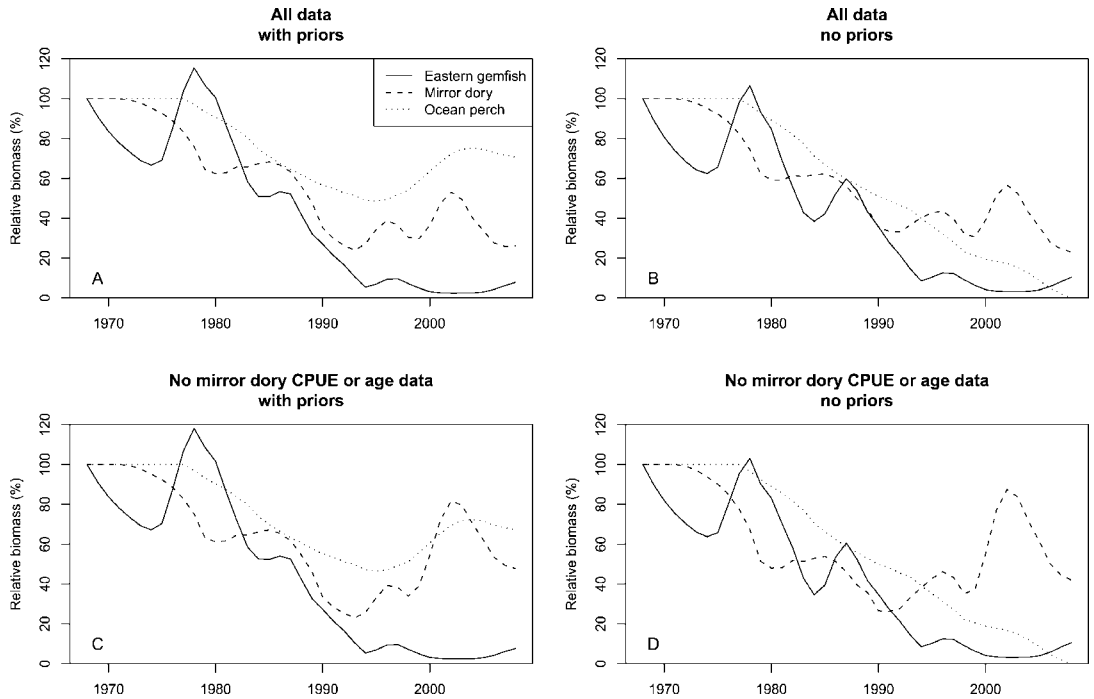 All data
with priors
Relative biomass (%)
120
100
80
60
40
20
0
Eastern gemfish
Mirror dory
Ocean perch
A
1970
1980
1990
2000
All data
no priors
Relative biomass (%)
120
100
80
60
40
20
0
B
1970
1980
1990
2000
No mirror dory CPUE or age data
with priors
Relative biomass (%)
120
100
80
60
40
20
0
C
1970
1980
1990
2000
No mirror dory CPUE or age data
no priors
Relative biomass (%)
120
100
80
60
40
20
0
D
1970
1980
1990
2000